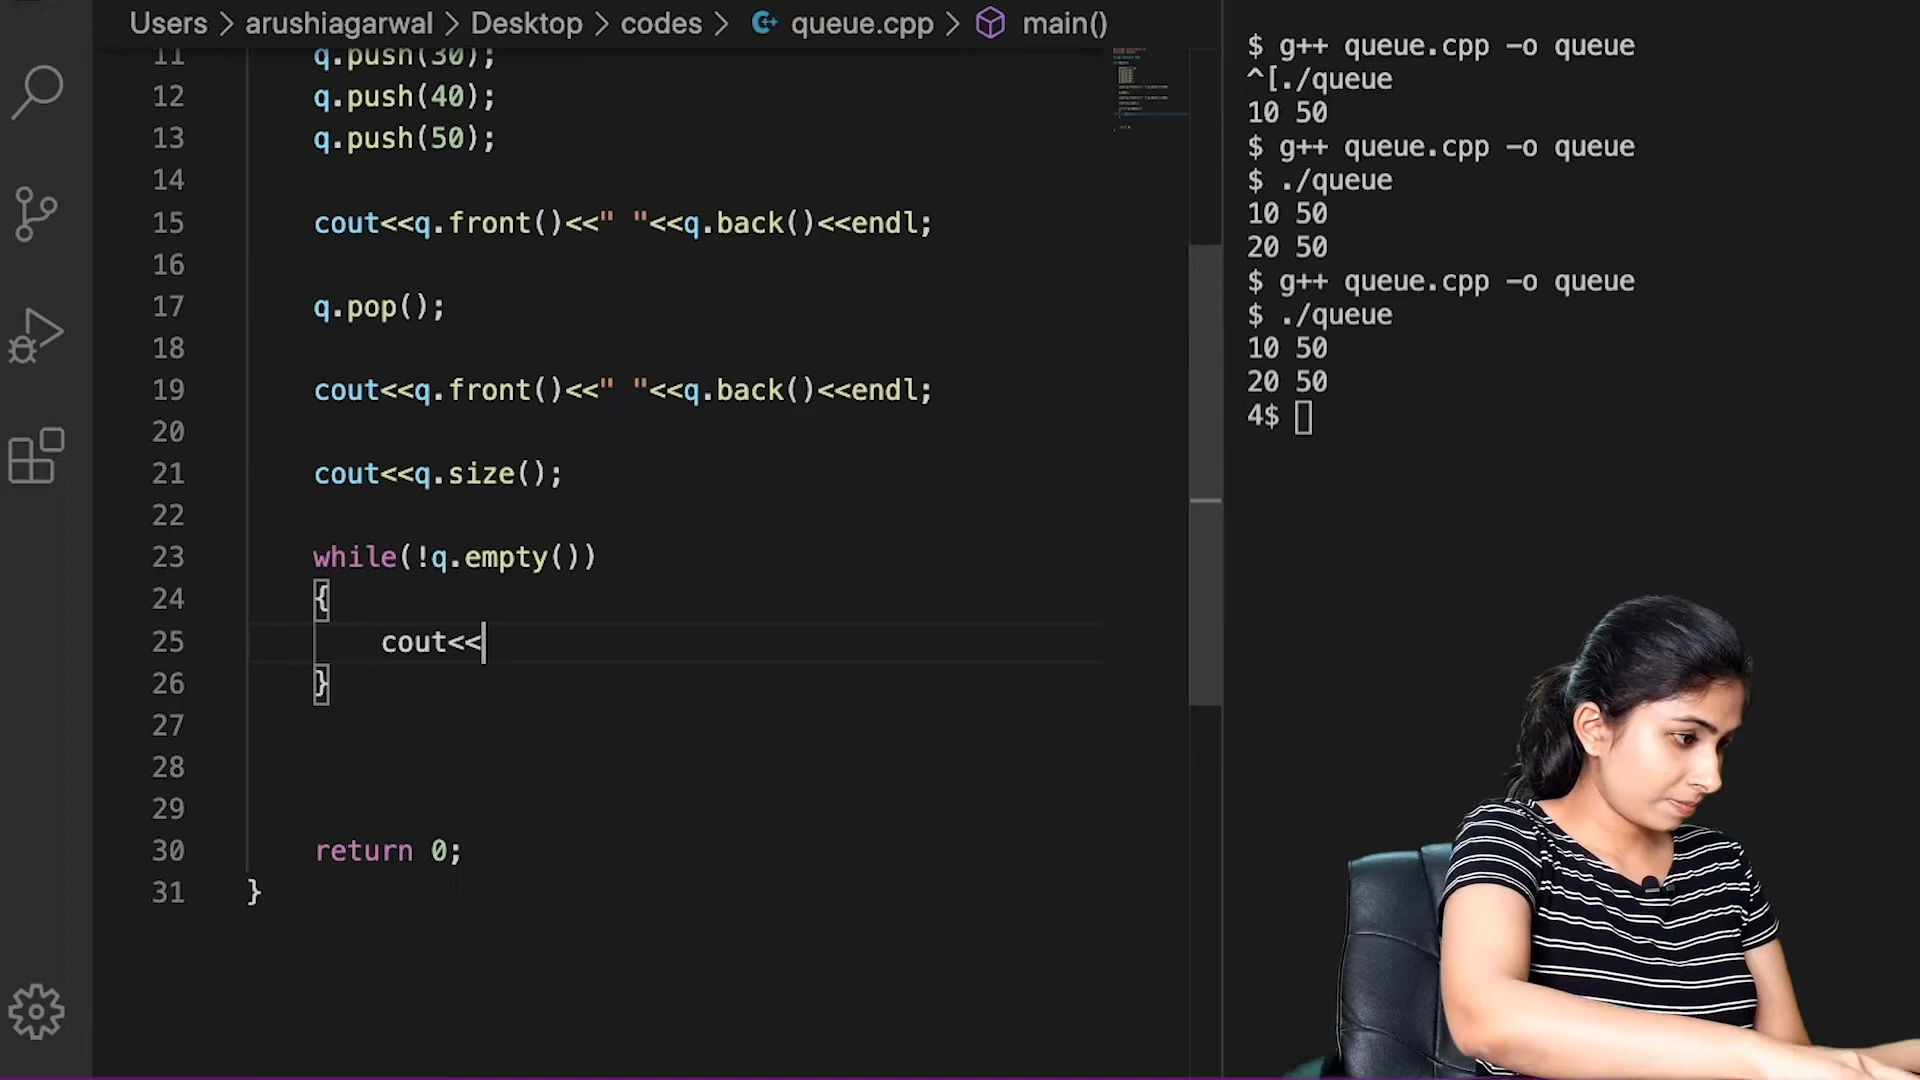 Users > arushiagarwal > Desktop > codes > queue.cpp > main()
11 q.push(30);
12 q.push(40);
13 q.push(50);
14
15 cout<<q.front()<<" "<<q.back()<<endl;
16
17 q.pop();
18
19 cout<<q.front()<<" "<<q.back()<<endl;
20
21 cout<<q.size();
22
23 while(!q.empty())
24 {
25 cout<<
26 }
27
28
29
30 return 0;
31 }
$ g++ queue.cpp -o queue
^[./queue
10 50
$ g++ queue.cpp -o queue
$ ./queue
10 50
20 50
$ g++ queue.cpp -o queue
$ ./queue
10 50
20 50
4$